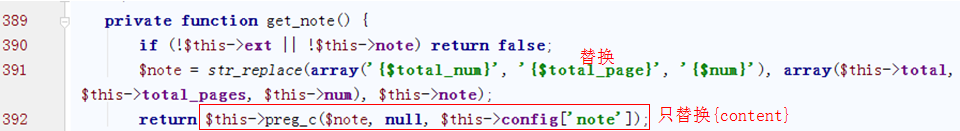 389 private function get_note() {
390 if (!$this->ext || !$this->note) return false;
替换
391 $note = str_replace(array('{$total_num}', '{$total_page}', '{$num}'), array($this->total,
$this->total_pages, $this->num), $this->note);
392 return $this->preg_c($note, null, $this->config['note']); 只替换{content}